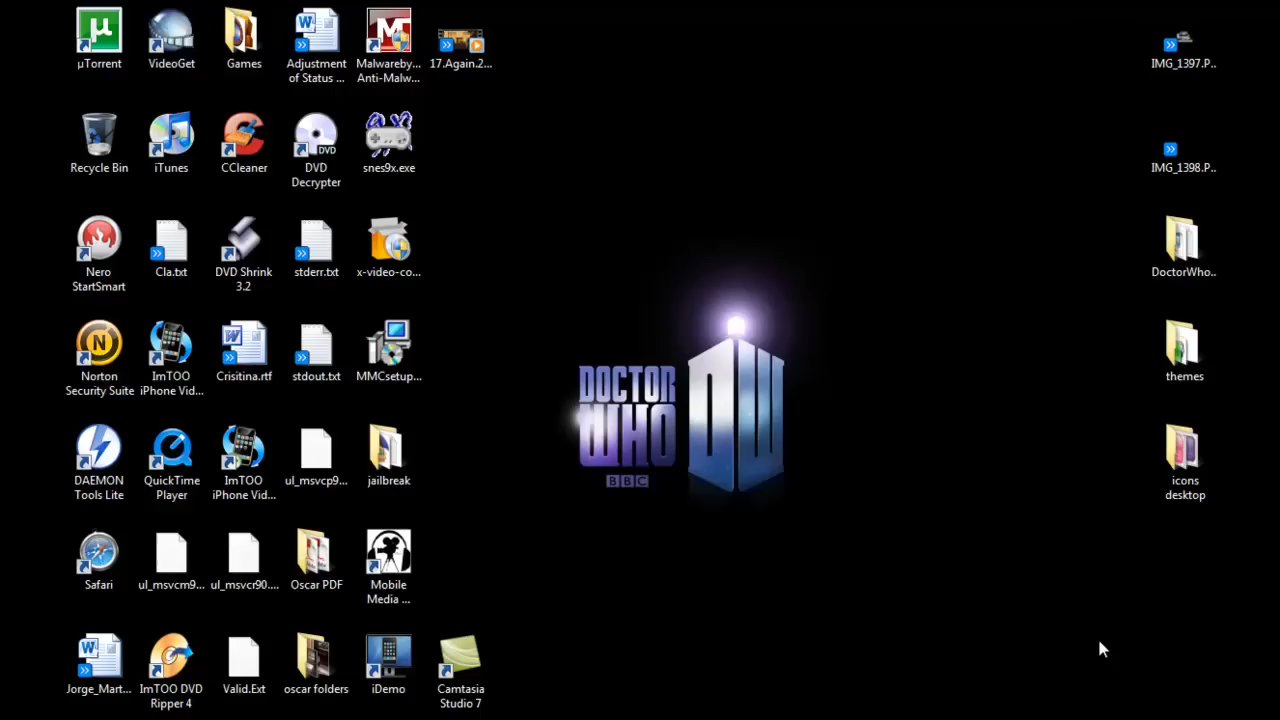 µTorrent
VideoGet
Games
Adjustment
of Status ...
Malwareby...
Anti-Malw...
17.Again.2...
IMG_1397.P..
Recycle Bin
iTunes
CCleaner
DVD
DVD
Decrypter
snes9x.exe
IMG_1398.P..
Nero
StartSmart
Cla.txt
DVD Shrink
3.2
stderr.txt
x-video-co...
DoctorWho..
Norton
Security Suite
ImTOO
iPhone Vid...
Crisitina.rtf
stdout.txt
MMCsetup...
themes
DOCTOR
WHO
BBC
DW
DAEMON
Tools Lite
QuickTime
Player
ImTOO
iPhone Vid...
ul_msvcp9...
jailbreak
icons
desktop
Safari
ul_msvcm9...
ul_msvcr90....
Oscar PDF
Mobile
Media ...
Jorge_Mart...
ImTOO DVD
Ripper 4
Valid.Ext
oscar folders
iDemo
Camtasia
Studio 7